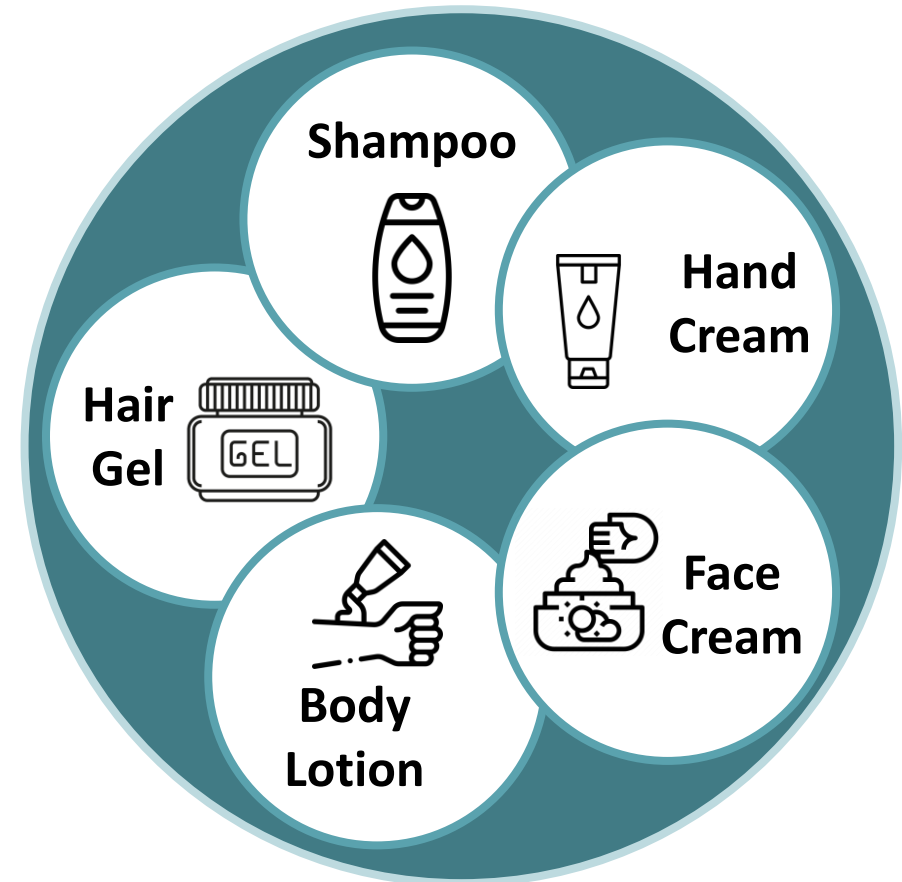 Shampoo
Hand
Cream
Hair
Gel
GEL
Face
Cream
Body
Lotion